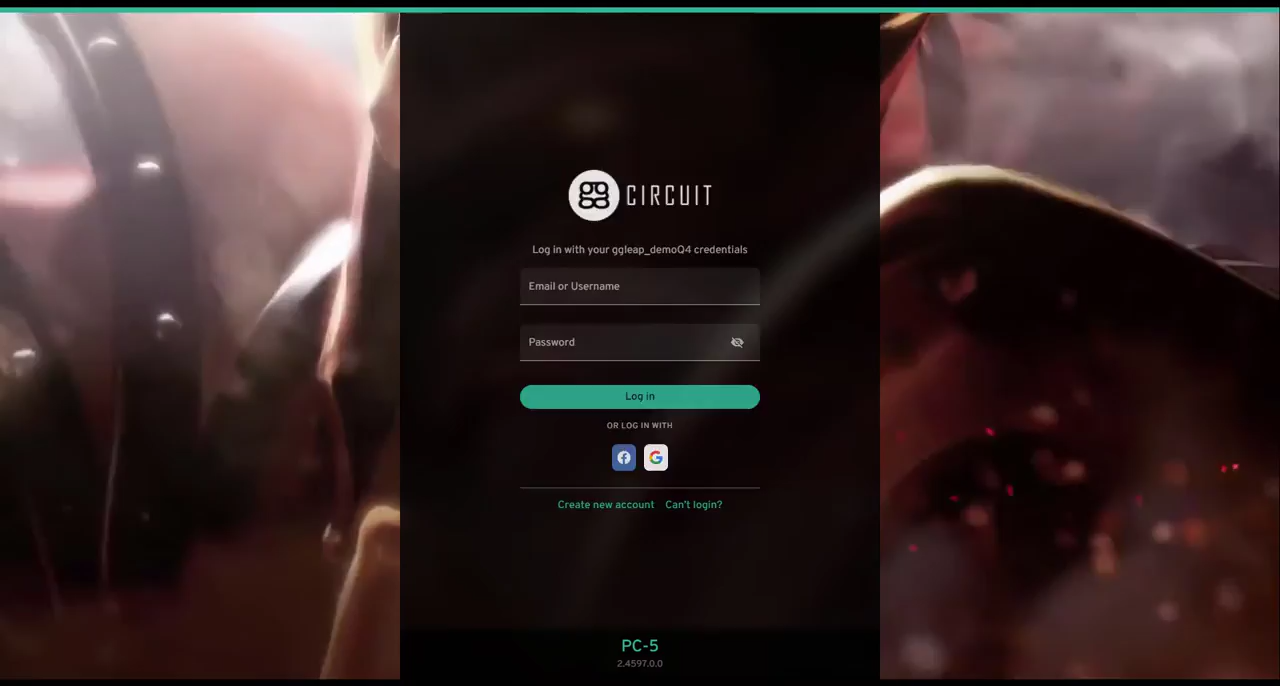 CIRCUIT
Log in with your ggleap_demoQ4 credentials
Email or Username
Password
Log in
OR LOG IN WITH
Create new account Can't login?
PC-5
2.4597.0.0